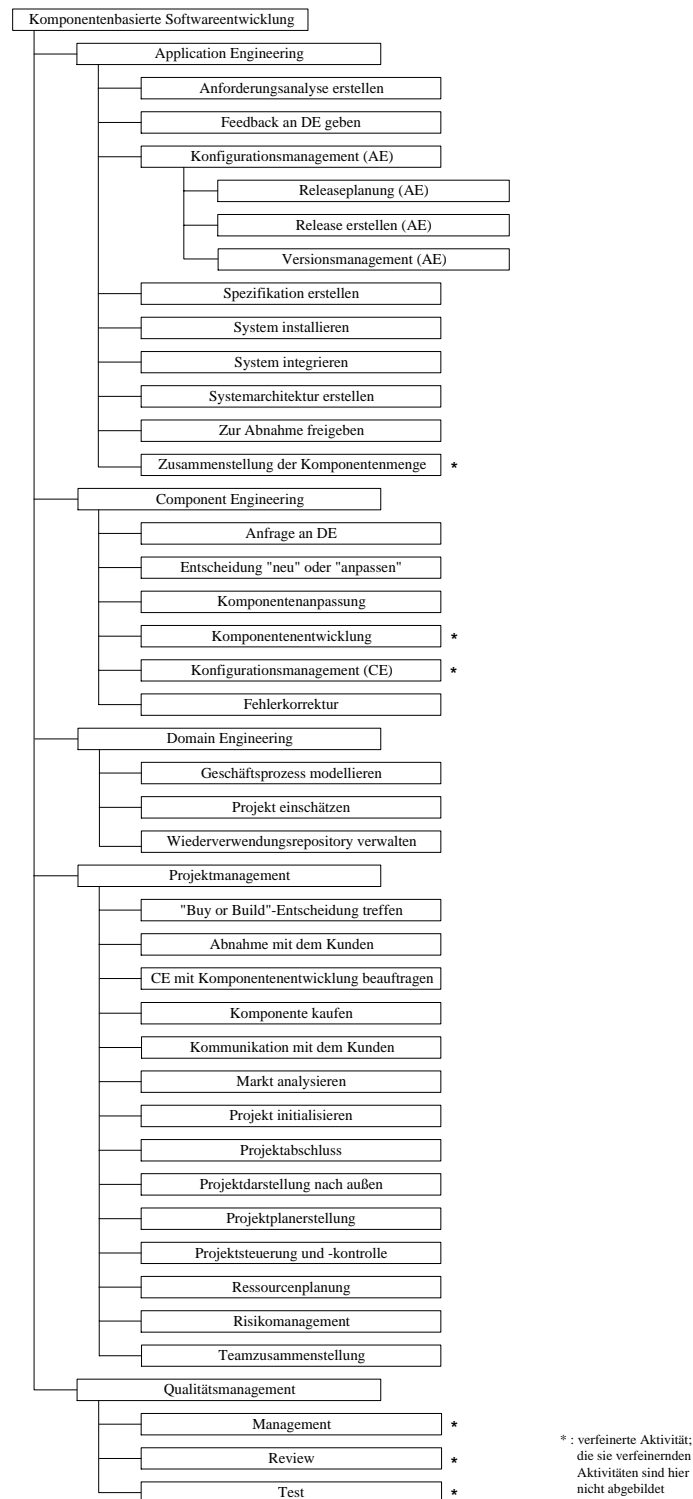 Komponentenbasierte Softwareentwicklung
Application Engineering
Anforderungsanalyse erstellen
Feedback an DE geben
Konfigurationsmanagement (AE)
Releaseplanung (AE)
Release erstellen (AE)
Versionsmanagement (AE)
Spezifikation erstellen
System installieren
System integrieren
Systemarchitektur erstellen
Zur Abnahme freigeben
Zusammenstellung der Komponentenmenge *
Component Engineering
Anfrage an DE
Entscheidung "neu" oder "anpassen"
Komponentenanpassung
Komponentenentwicklung *
Konfigurationsmanagement (CE) *
Fehlerkorrektur
Domain Engineering
Geschäftsprozess modellieren
Projekt einschätzen
Wiederverwendungsrepository verwalten
Projektmanagement
"Buy or Build"-Entscheidung treffen
Abnahme mit dem Kunden
CE mit Komponentenentwicklung beauftragen
Komponente kaufen
Kommunikation mit dem Kunden
Markt analysieren
Projekt initialisieren
Projektabschluss
Projektdarstellung nach außen
Projektplanerstellung
Projektsteuerung und -kontrolle
Ressourcenplanung
Risikomanagement
Teamzusammenstellung
Qualitätsmanagement
Management *
Review *
Test *
* : verfeinerte Aktivität;
die sie verfeinernden
Aktivitäten sind hier
nicht abgebildet